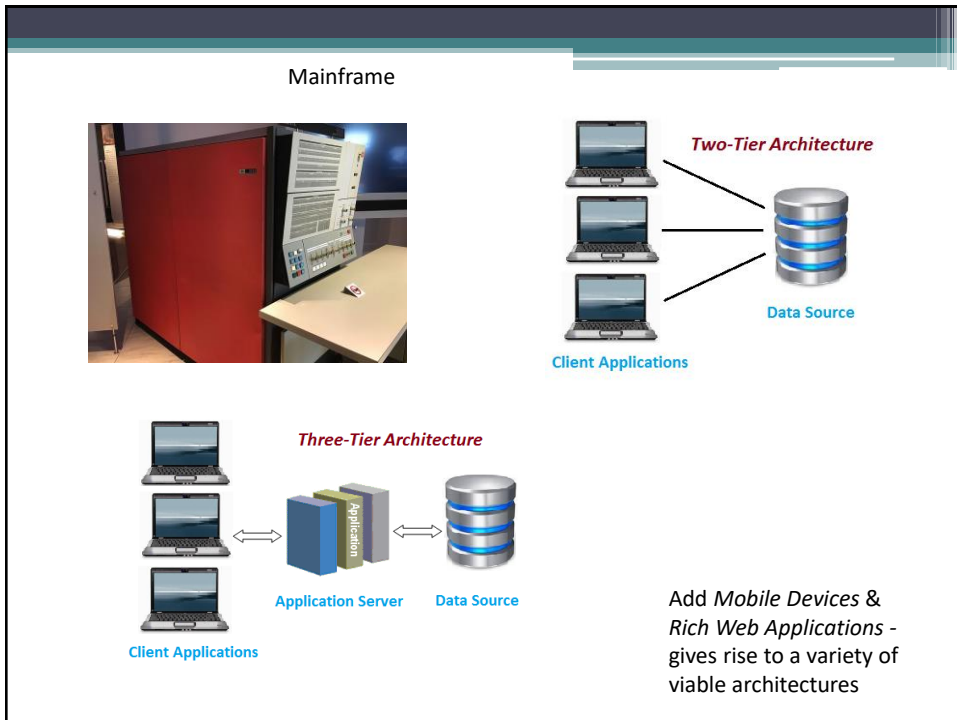 Mainframe
Two-Tier Architecture
Data Source
Client Applications
Three-Tier Architecture
Application
Application Server
Data Source
Client Applications
Add Mobile Devices &
Rich Web Applications -
gives rise to a variety of
viable architectures